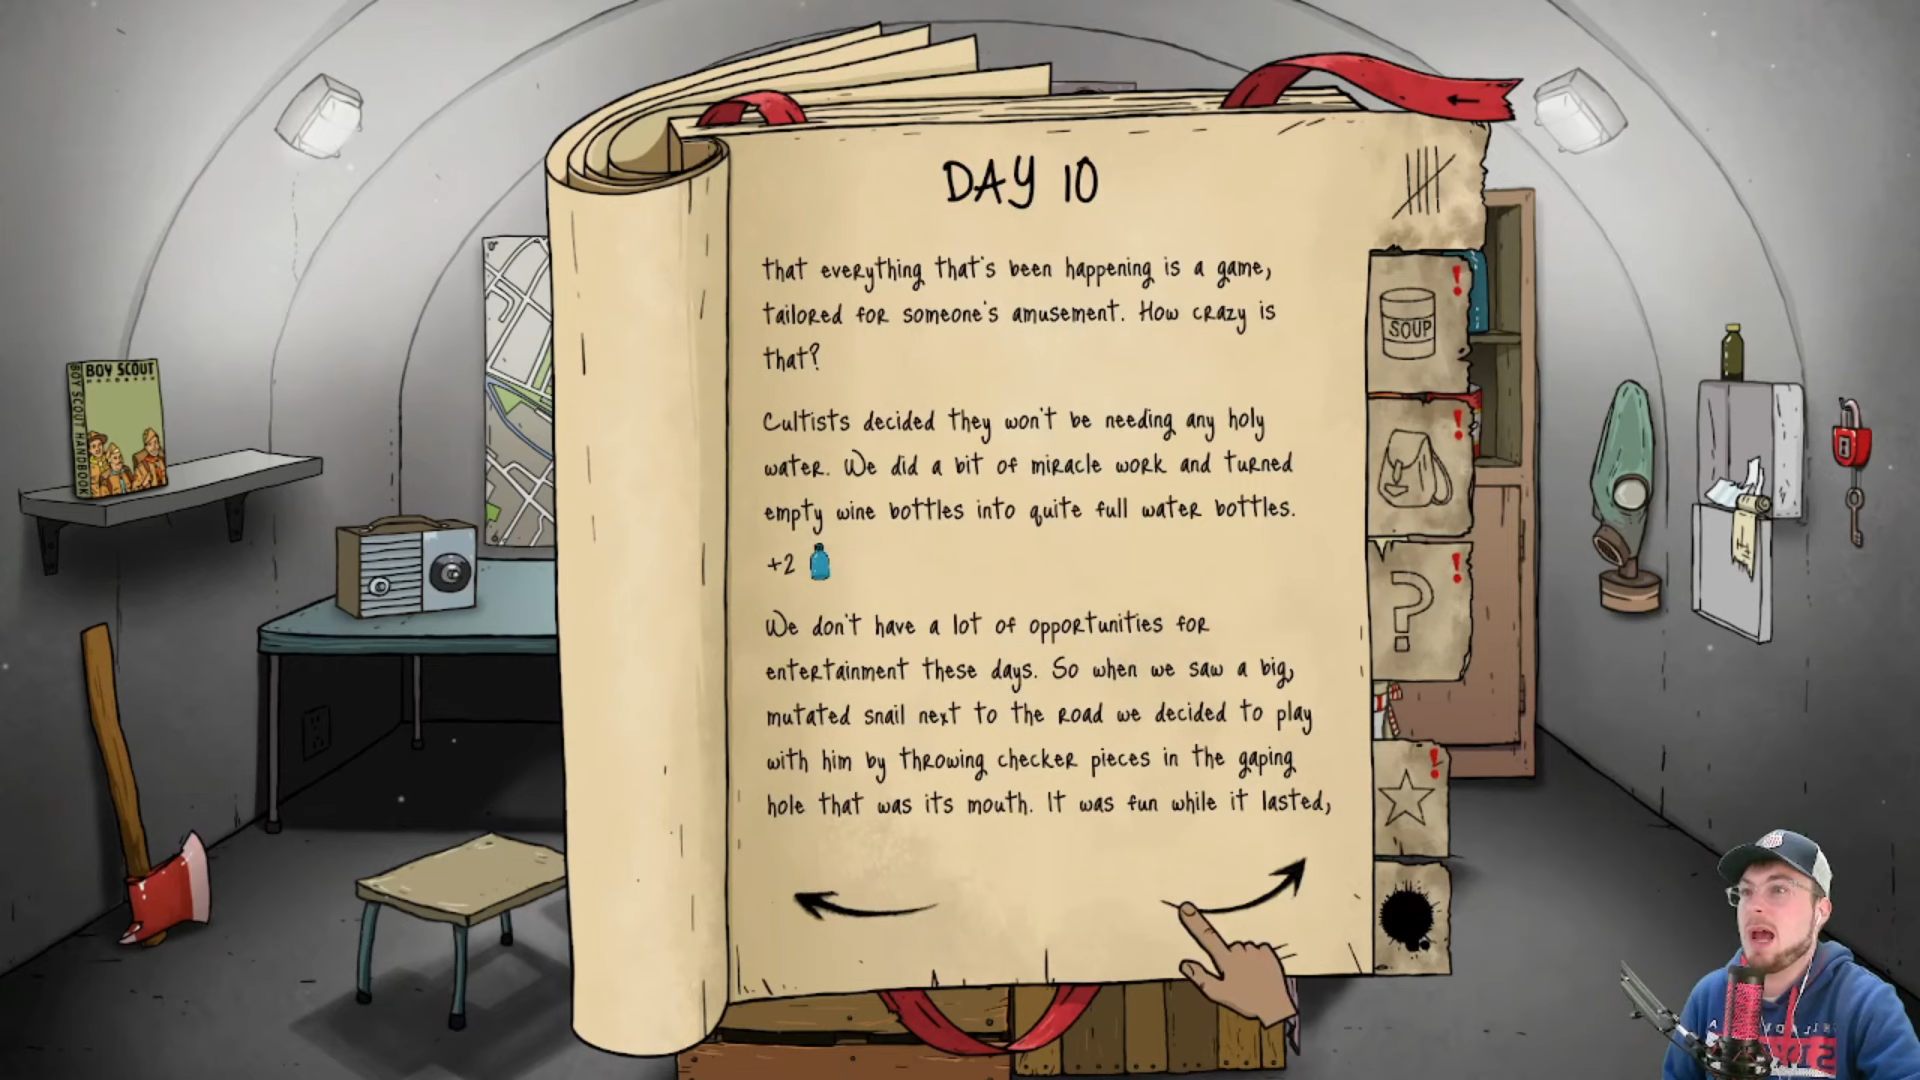 DAY 10
that everything that's been happening is a game,
tailored for someone's amusement. How crazy is
that?
Cultists decided they won't be needing any holy
water. We did a bit of miracle work and turned
empty wine bottles into quite full water bottles.
+2
We don't have a lot of opportunities for
entertainment these days. So when we saw a big,
mutated snail next to the road we decided to play
with him by throwing checker pieces in the gaping
hole that was its mouth. It was fun while it lasted,
!
SOUP
!
!
?
!
BOY SCOUT
BOY SCOUT HANDBOOK